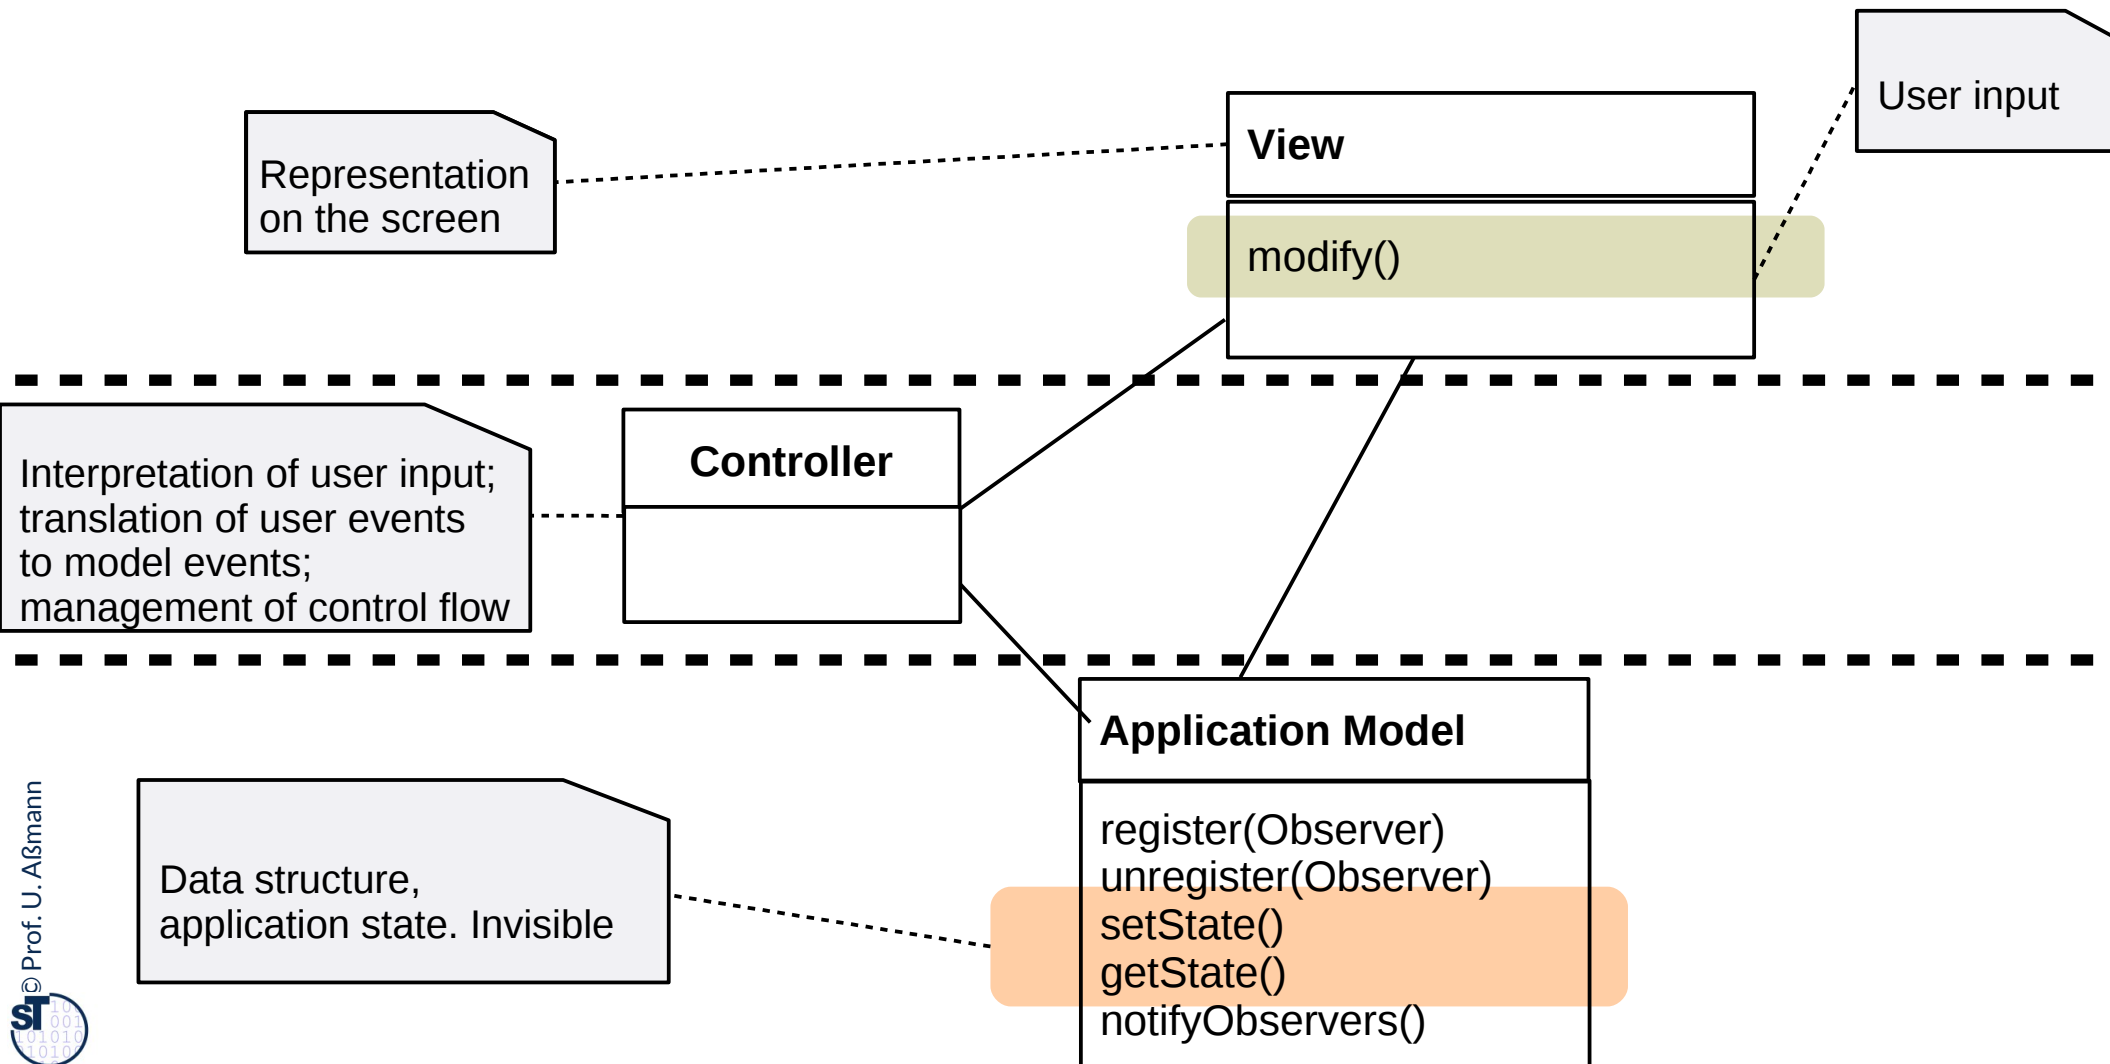 User input
View
Representation
on the screen
modify()
Controller
Interpretation of user input;
translation of user events
to model events;
management of control flow
Application Model
register(Observer)
unregister(Observer)
setState()
getState()
notifyObservers()
Data structure,
application state. Invisible
© Prof. U. Aßmann
ST